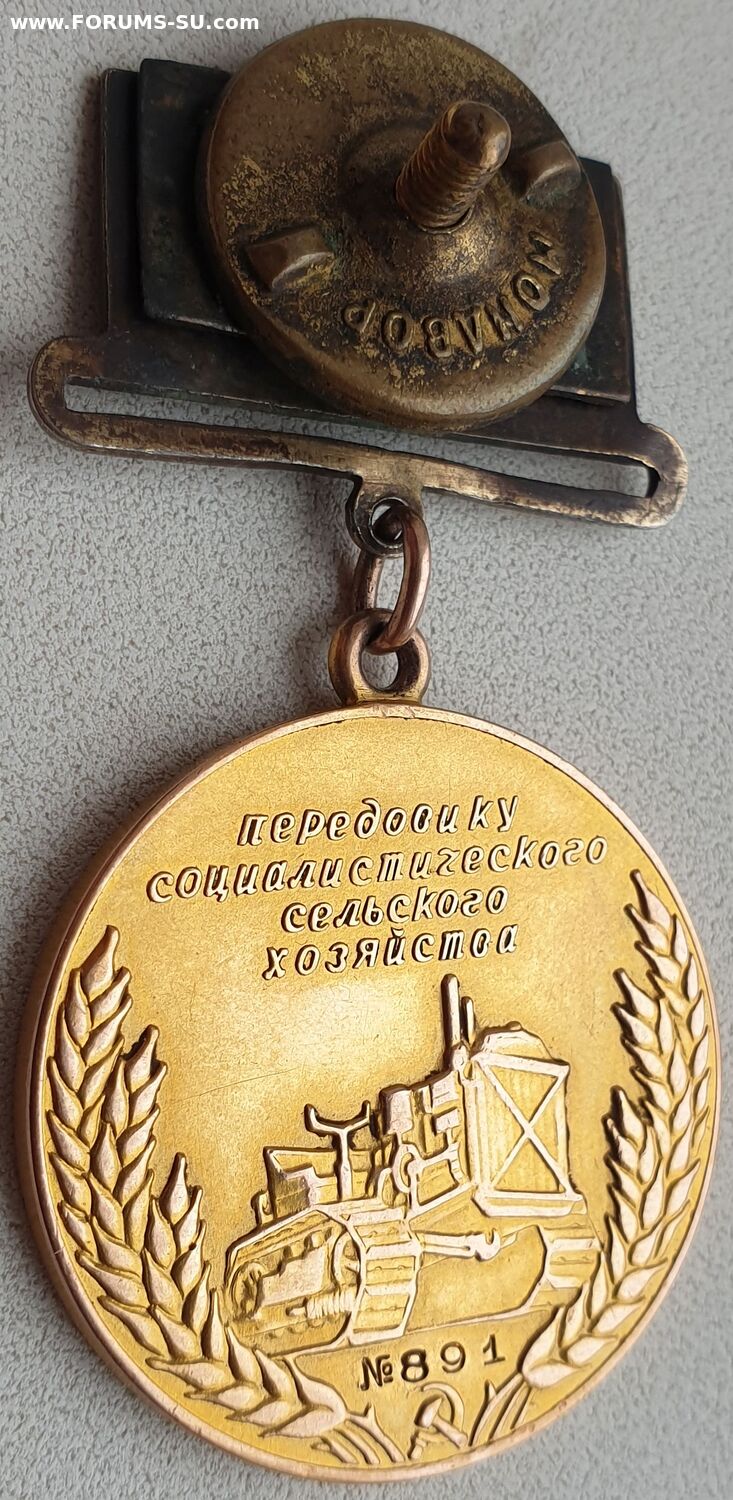 www.FORUMS-SU.com
МОНДВОР
передовику
социалистического
сельского
хозяйства
№891